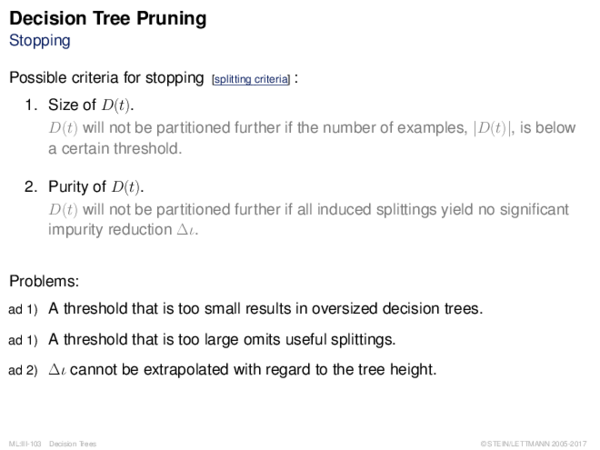 Decision Tree Pruning
Stopping
Possible criteria for stopping [splitting criteria] :
1. Size of D(t).
D(t) will not be partitioned further if the number of examples, |D(t)|, is below
a certain threshold.
2. Purity of D(t).
D(t) will not be partitioned further if all induced splittings yield no significant
impurity reduction Δι.
Problems:
ad 1) A threshold that is too small results in oversized decision trees.
ad 1) A threshold that is too large omits useful splittings.
ad 2) Δι cannot be extrapolated with regard to the tree height.
ML:III-103 Decision Trees © STEIN/LETTMANN 2005-2017